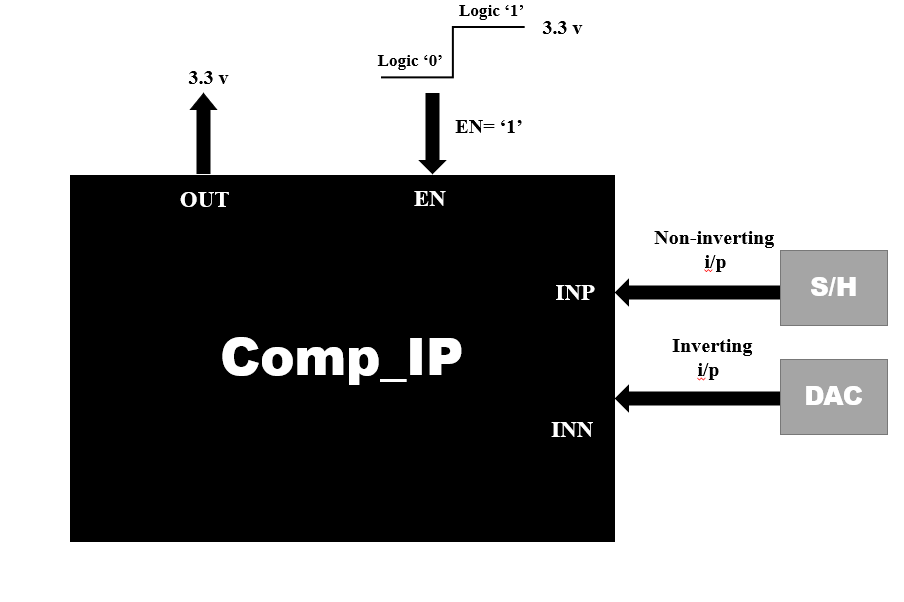 Logic ‘1’
3.3 v
Logic ‘0’
3.3 v
EN= ‘1’
OUT
EN
Non-inverting
i/p
S/H
INP
Comp_IP
Inverting
i/p
DAC
INN